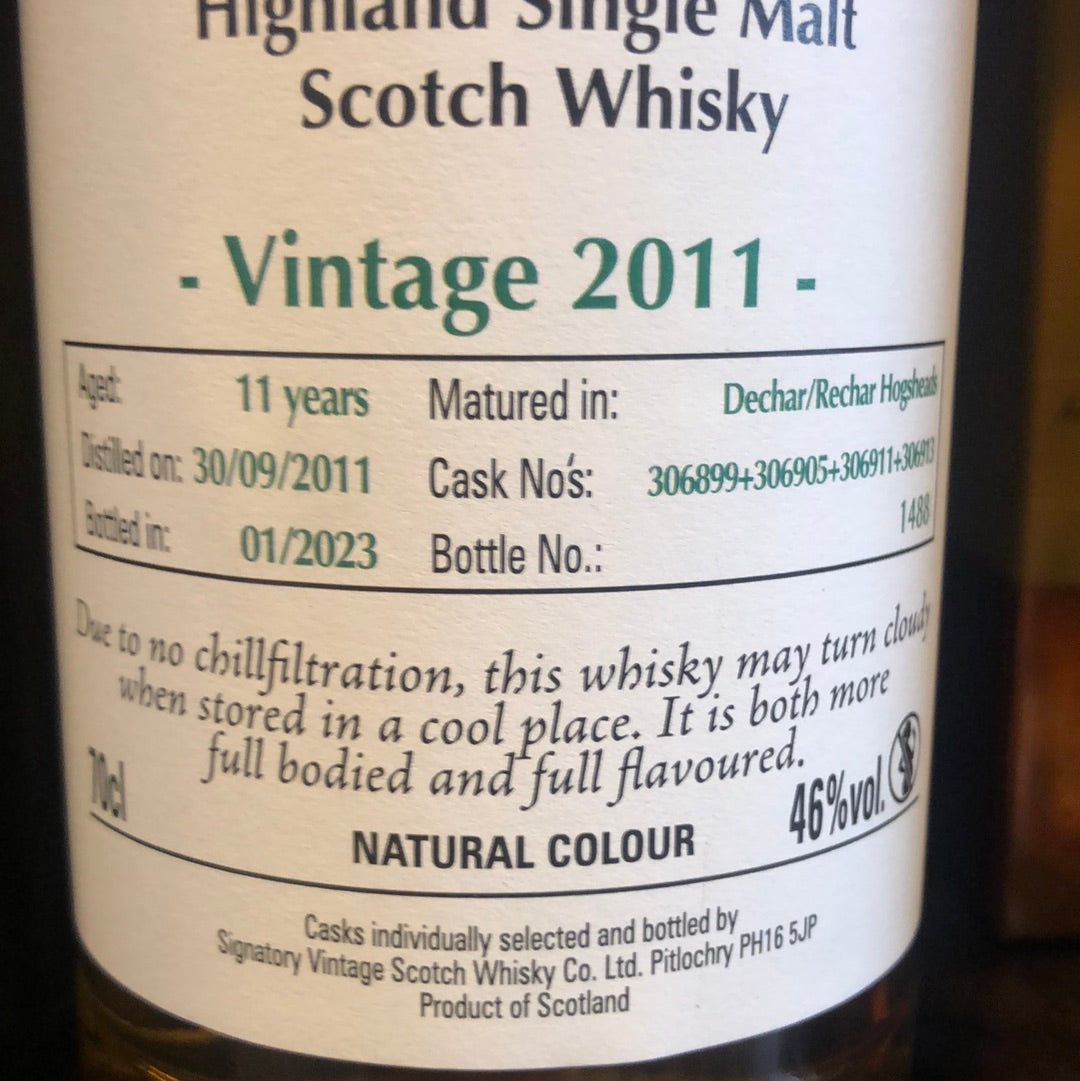 Highland Single Malt
Scotch Whisky
- Vintage 2011 -
Aged: 11 years Matured in: Dechar/Rechar Hogsheads
Distilled on: 30/09/2011 Cask No's: 306899+306905+306911+306913
Bottled in: 01/2023 Bottle No.: 1488
Due to no chillfiltration, this whisky may turn cloudy
when stored in a cool place. It is both more
full bodied and full flavoured.
70cl NATURAL COLOUR 46%vol.
Casks individually selected and bottled by
Signatory Vintage Scotch Whisky Co. Ltd. Pitlochry PH16 5JP
Product of Scotland